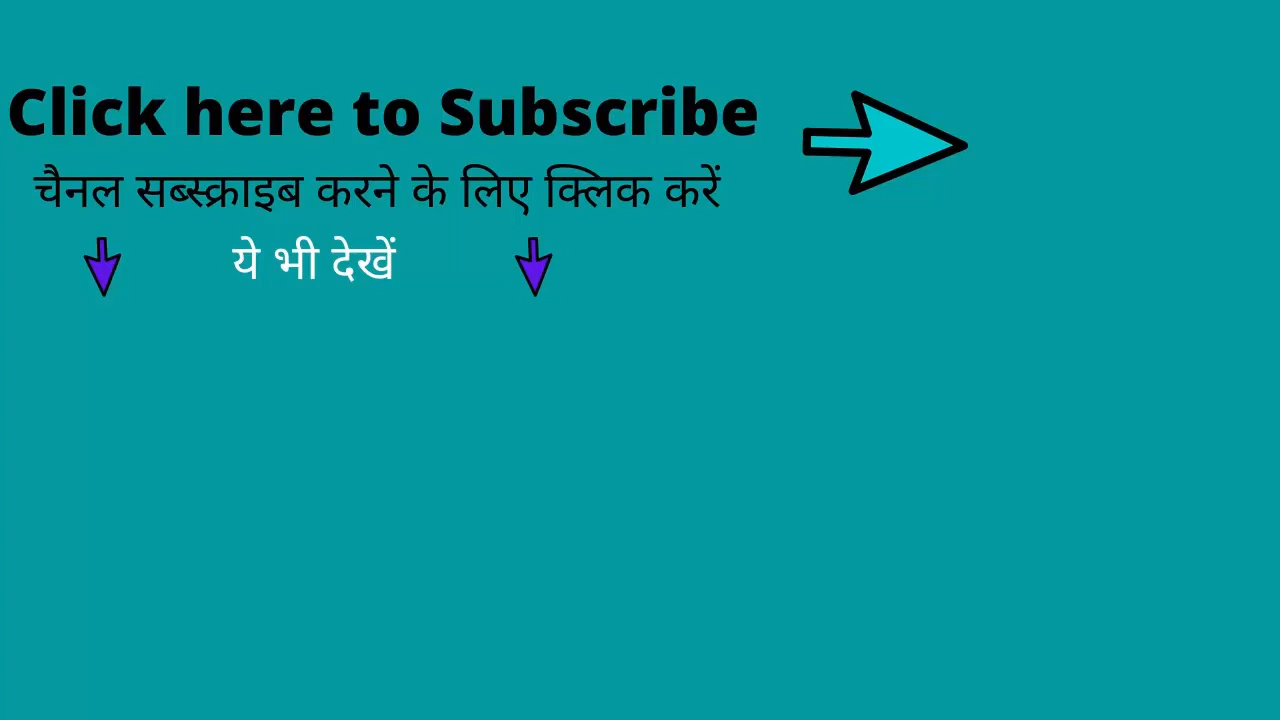 Click here to Subscribe
चैनल सब्स्क्राइब करने के लिए क्लिक करें
ये भी देखें